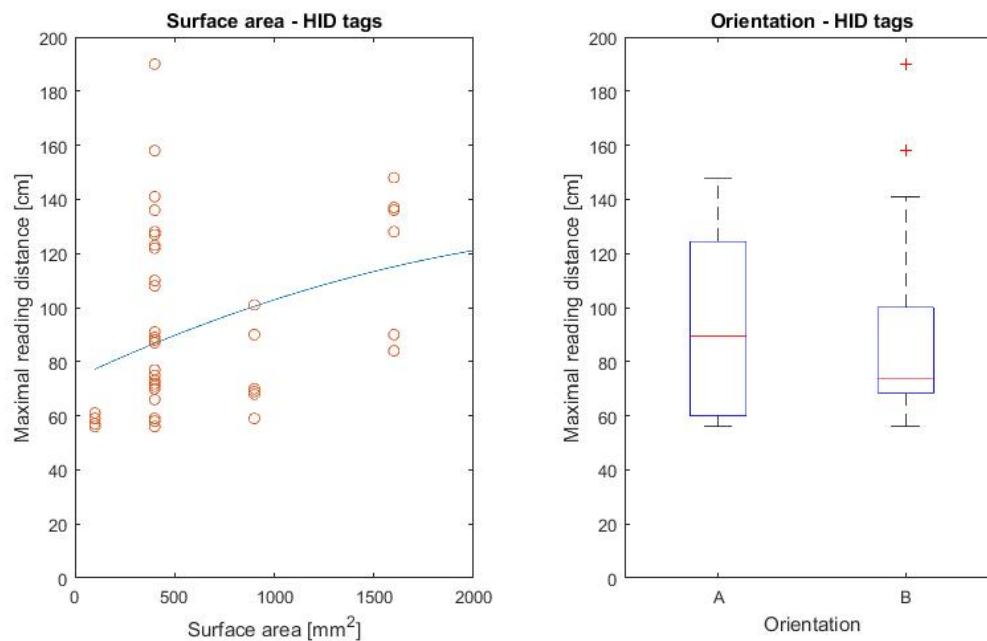 Surface area - HID tags
200
180
160
140
120
100
80
60
40
20
0
Maximal reading distance [cm]
0 500 1000 1500 2000
Surface area [mm²]
Orientation - HID tags
200
180
160
140
120
100
80
60
40
20
0
Maximal reading distance [cm]
A B
Orientation